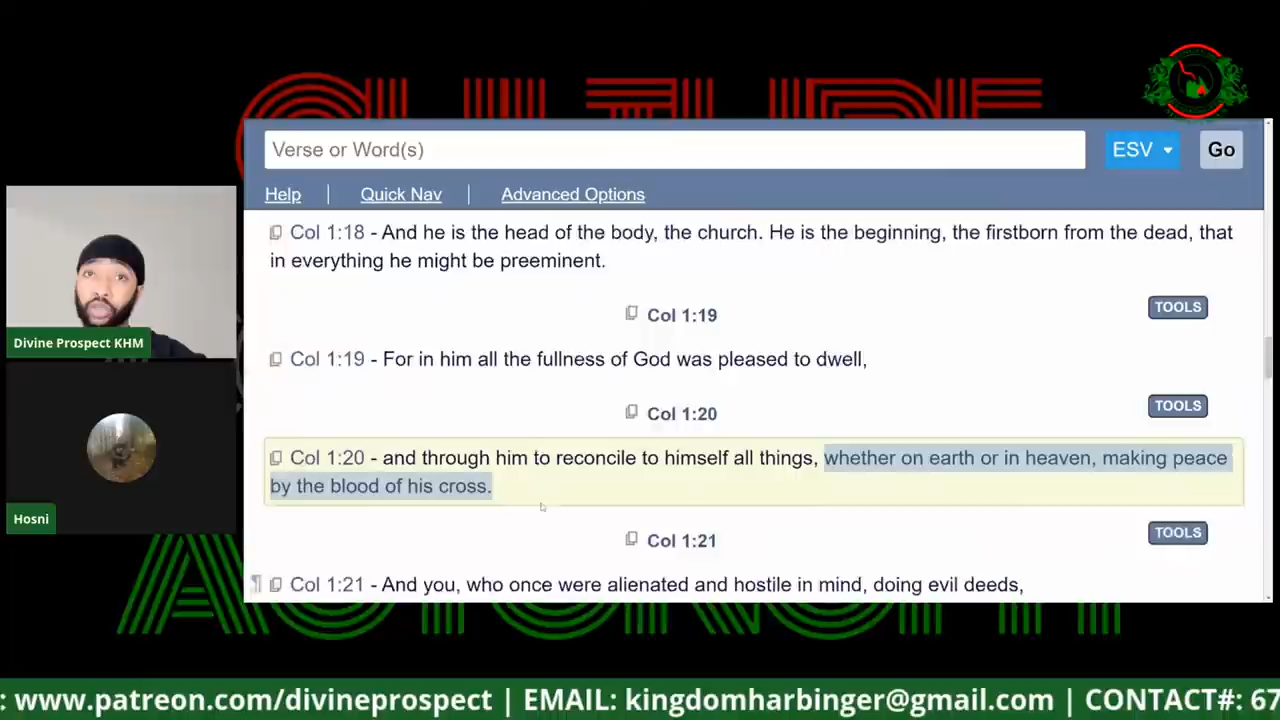 Verse or Word(s)
ESV
Go
Help | Quick Nav | Advanced Options
Col 1:18 - And he is the head of the body, the church. He is the beginning, the firstborn from the dead, that
in everything he might be preeminent.
Col 1:19
TOOLS
Col 1:19 - For in him all the fullness of God was pleased to dwell,
Col 1:20
TOOLS
Col 1:20 - and through him to reconcile to himself all things, whether on earth or in heaven, making peace
by the blood of his cross.
Col 1:21
TOOLS
¶ Col 1:21 - And you, who once were alienated and hostile in mind, doing evil deeds,
Divine Prospect KHM
Hosni
: www.patreon.com/divineprospect | EMAIL: kingdomharbinger@gmail.com | CONTACT#: 67